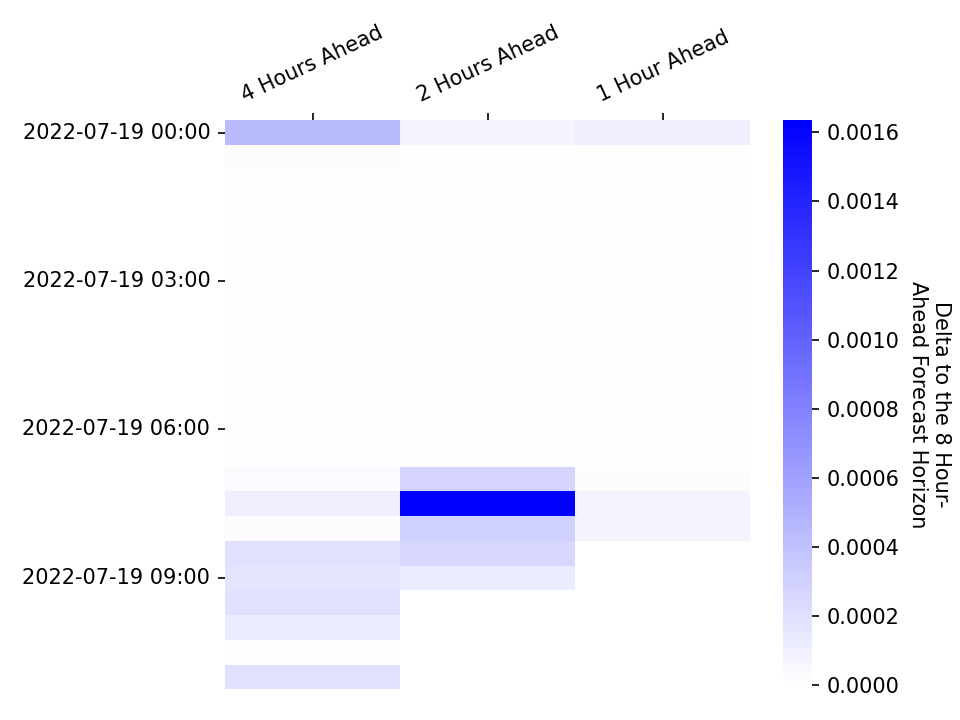 4 Hours Ahead
2 Hours Ahead
1 Hour Ahead
2022-07-19 00:00
2022-07-19 03:00
2022-07-19 06:00
2022-07-19 09:00
0.0016
0.0014
0.0012
0.0010
0.0008
0.0006
0.0004
0.0002
0.0000
Delta to the 8 Hour-
Ahead Forecast Horizon